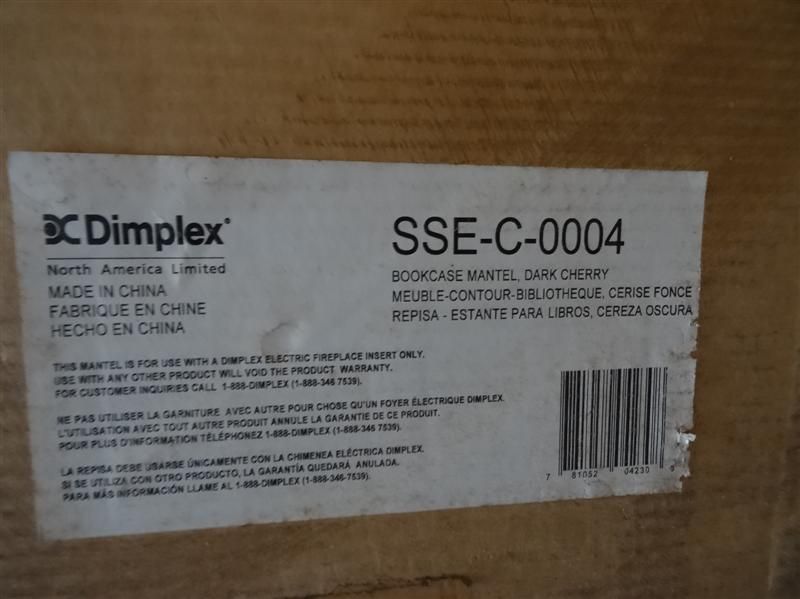 Dimplex
North America Limited
MADE IN CHINA
FABRIQUE EN CHINE
HECHO EN CHINA
SSE-C-0004
BOOKCASE MANTEL, DARK CHERRY
MEUBLE-CONTOUR-BIBLIOTHEQUE, CERISE FONCE
REPISA - ESTANTE PARA LIBROS, CEREZA OSCURA
THIS MANTEL IS FOR USE WITH A DIMPLEX ELECTRIC FIREPLACE INSERT ONLY.
USE WITH ANY OTHER PRODUCT WILL VOID THE PRODUCT WARRANTY.
FOR CUSTOMER INQUIRIES CALL 1-888-DIMPLEX (1-888-346 7539).
NE PAS UTILISER LA GARNITURE AVEC AUTRE POUR CHOSE QU'UN FOYER ÉLECTRIQUE DIMPLEX.
L'UTILISATION AVEC TOUT AUTRE PRODUIT ANNULE LA GARANTIE DE CE PRODUIT.
POUR PLUS D'INFORMATION TÉLÉPHONEZ 1-888-DIMPLEX (1-888-346 7539).
LA REPISA DEBE USARSE ÚNICAMENTE CON LA CHIMENEA ELÉCTRICA DIMPLEX.
SI SE UTILIZA CON OTRO PRODUCTO, LA GARANTÍA QUEDARÁ ANULADA.
PARA MÁS INFORMACIÓN LLAME AL 1-888-DIMPLEX (1-888-346-7539).
7 81052 04230